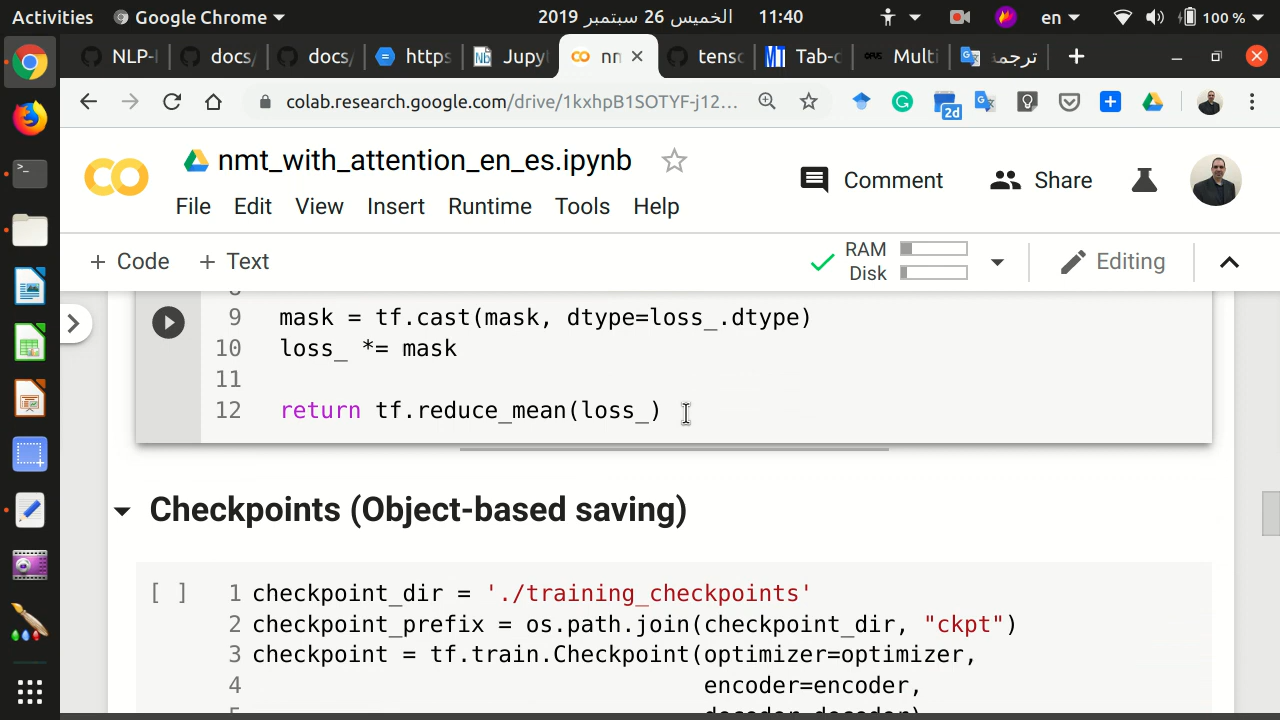 Activities Google Chrome ▾ الخميس 26 سبتمبر 2019 11:40 en ▾ 100 %
NLP- docs/ docs/ https Jupy nn tens Tab-c Mult ترجمة
colab.research.google.com/drive/1kxhpB1SOTYF-j12... 2d
nmt_with_attention_en_es.ipynb
Comment Share
File Edit View Insert Runtime Tools Help
+ Code + Text RAM Disk Editing
9 mask = tf.cast(mask, dtype=loss_.dtype)
10 loss_ *= mask
11
12 return tf.reduce_mean(loss_)
Checkpoints (Object-based saving)
[ ] 1 checkpoint_dir = './training_checkpoints'
2 checkpoint_prefix = os.path.join(checkpoint_dir, "ckpt")
3 checkpoint = tf.train.Checkpoint(optimizer=optimizer,
4 encoder=encoder,